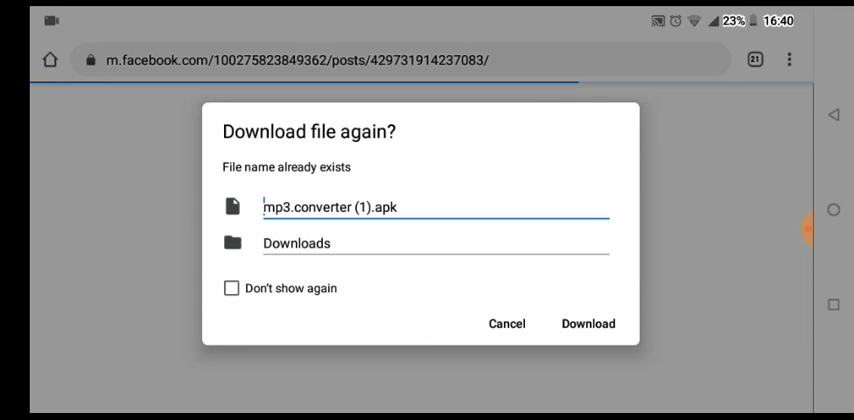 23% 16:40
m.facebook.com/100275823849362/posts/429731914237083/ 21
Download file again?
File name already exists
mp3.converter (1).apk
Downloads
Don't show again
Cancel Download